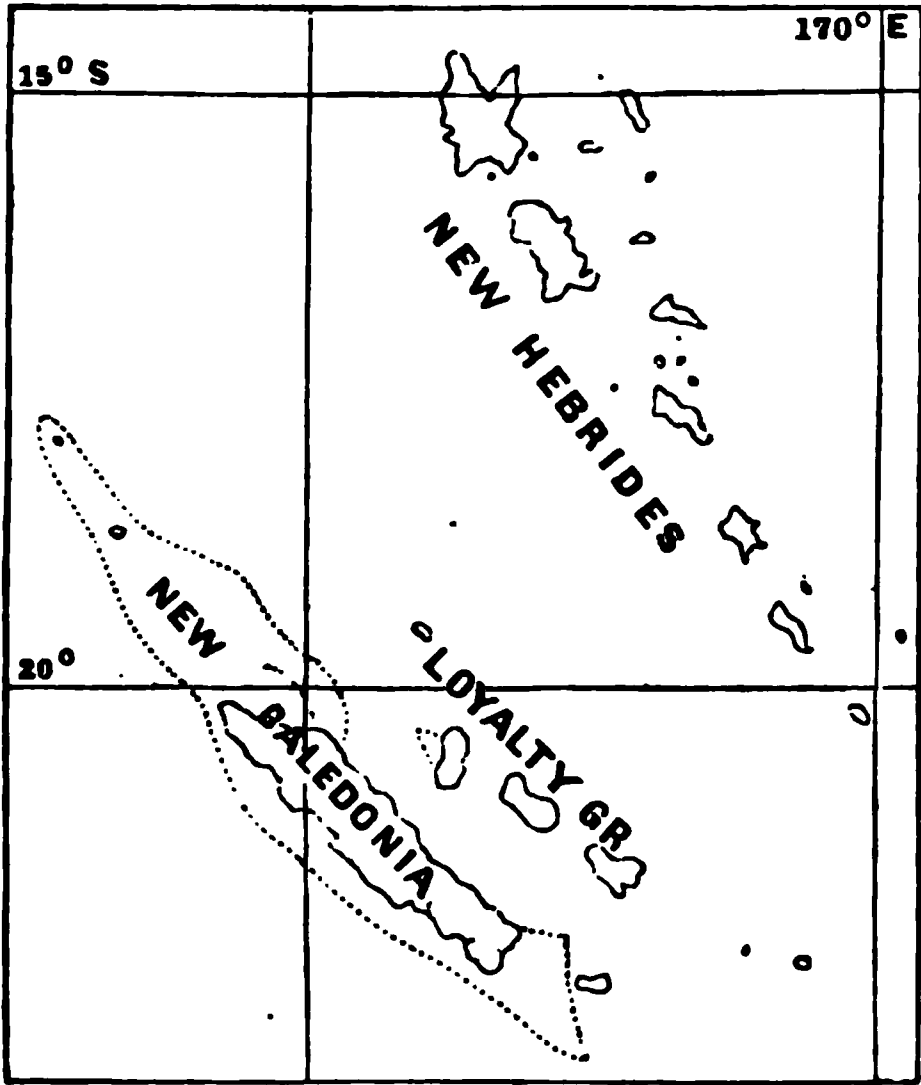 170° E
15° S
NEW HEBRIDES
NEW
20°
LOYALTY GR
CALEDONIA